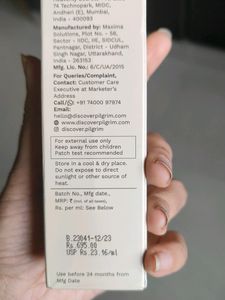 74 Technopark, MIDC,
Andheri (E), Mumbai,
India - 400093
Manufactured by: Maxima
Solutions, Plot No. - 5B,
Sector - IIDC, HE, SIDCUL,
Pantnagar, District - Udham
Singh Nagar, Uttarakhand,
India - 263153
Mfg. Lic. No.: 6/C/UA/2015
For Queries/Complaint,
Contact: Customer Care
Executive at Marketer's
Address
Call/ : +91 74000 97974
Email:
hello@discoverpilgrim.com
www.discoverpilgrim.com
discover.pilgrim
For external use only
Keep away from children
Patch test recommended
Store in a cool & dry place.
Do not expose to direct
sunlight or other source of
heat.
Batch No., Mfg date.,
MRP: ₹ (incl. of all taxes),
Rs. per ml: See Below
B.23041-12/23
Rs.695.00
USP Rs.23.16/ml
Use before 24 months from
Mfg Date